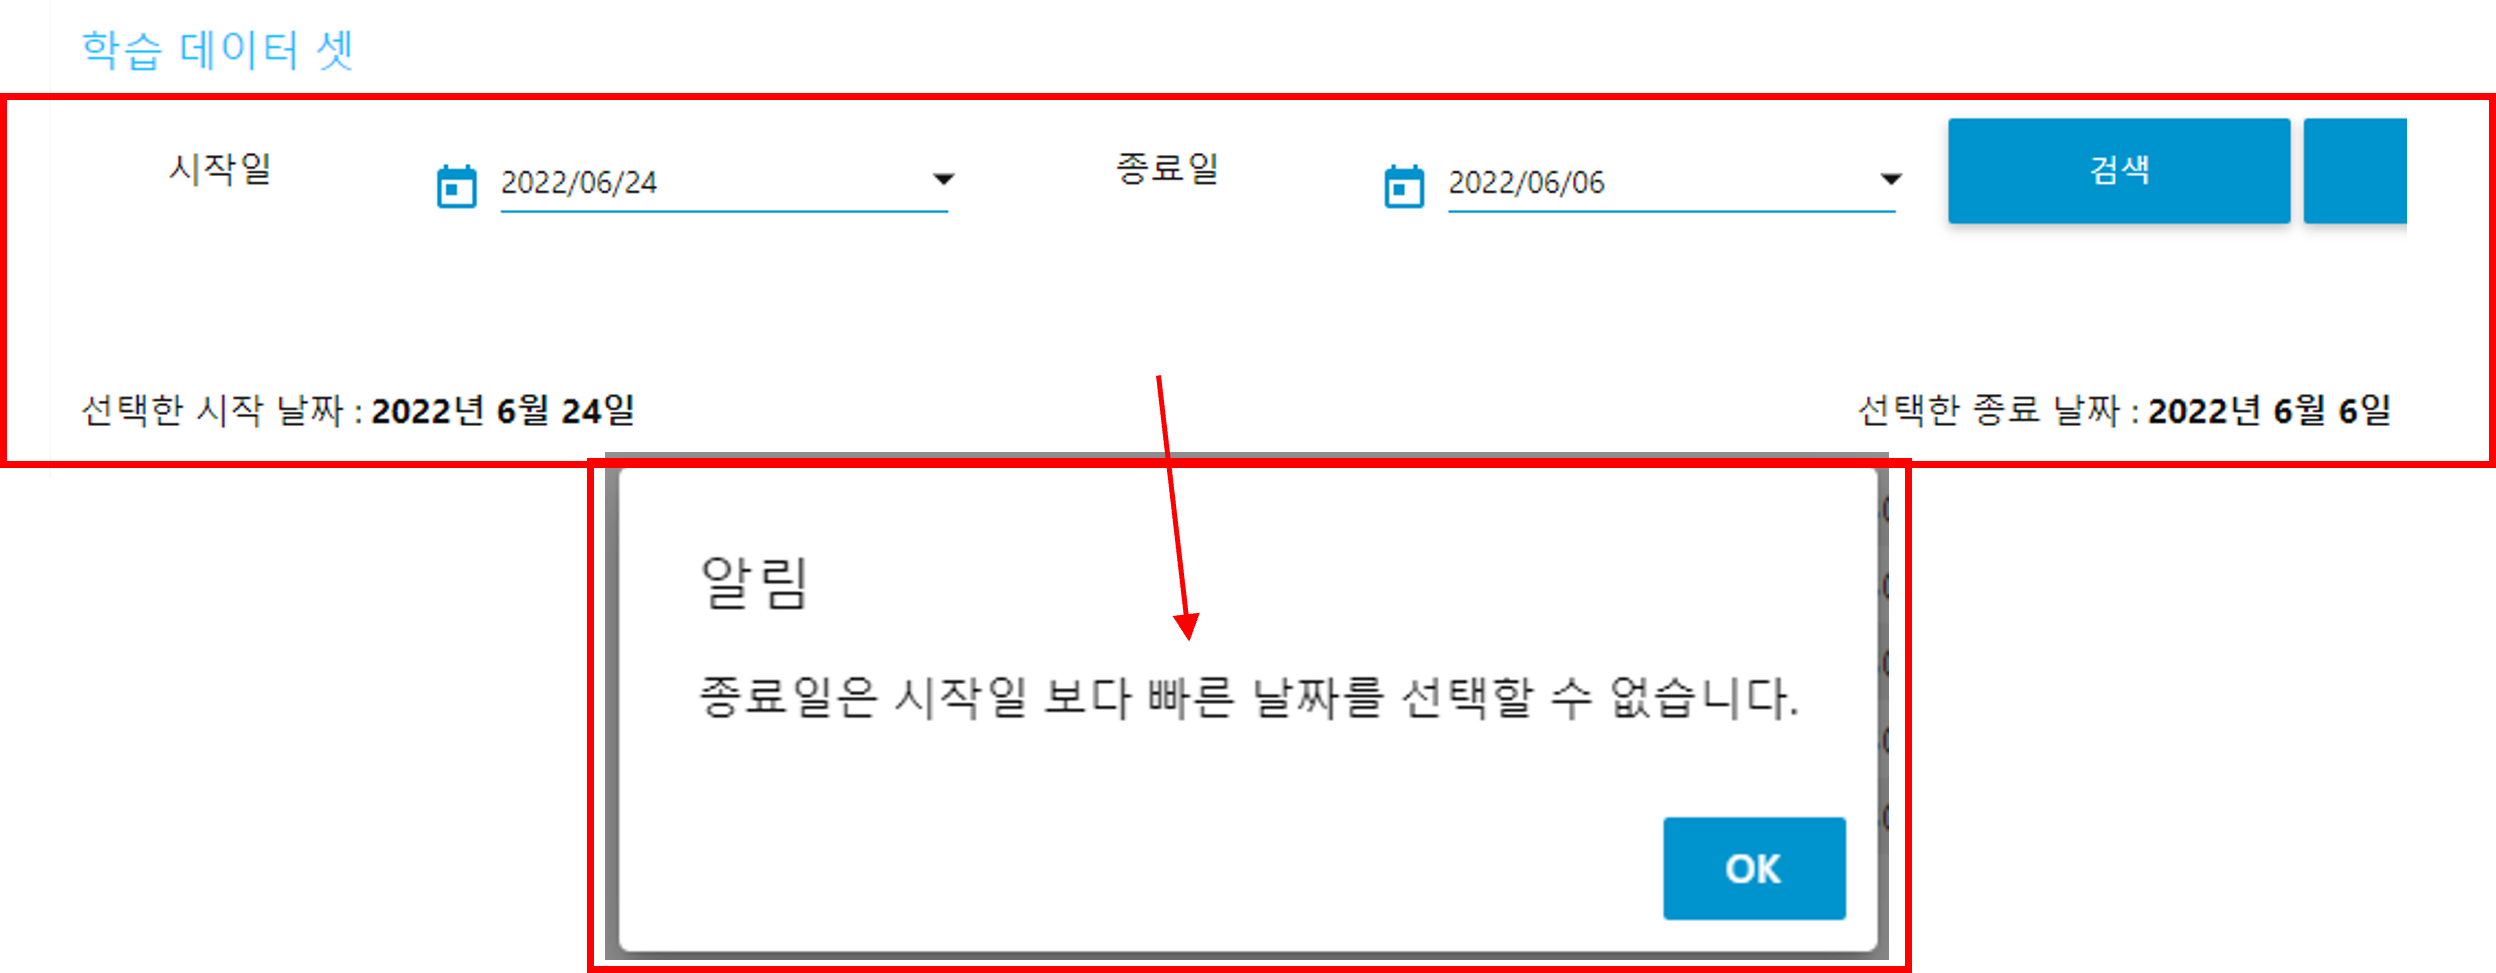 학습 데이터 셋
시작일 2022/06/24 종료일 2022/06/06 검색
선택한 시작 날짜 : 2022년 6월 24일 선택한 종료 날짜 : 2022년 6월 6일
알림
종료일은 시작일 보다 빠른 날짜를 선택할 수 없습니다.
OK